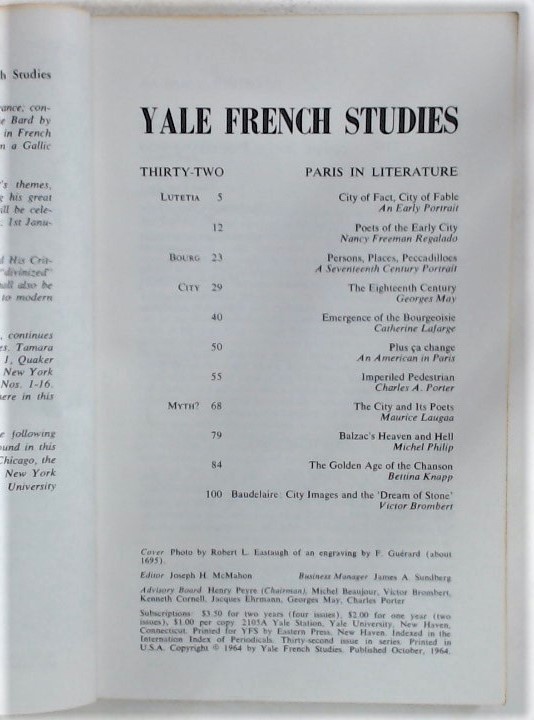 h Studies
ance; con-
e Bard by
in French
n a Gallic
's themes,
g his great
ill be cele-
. 1st Janu-
d His Crit-
"divinized"
all also be
to modern
, continues
es. Tamara
1, Quaker
New York
Nos. 1-16.
ere in this
e following
ound in this
Chicago, the
New York
University
YALE FRENCH STUDIES
THIRTY-TWO PARIS IN LITERATURE
LUTETIA 5 City of Fact, City of Fable
An Early Portrait
12 Poets of the Early City
Nancy Freeman Regalado
BOURG 23 Persons, Places, Peccadilloes
A Seventeenth Century Portrait
CITY 29 The Eighteenth Century
Georges May
40 Emergence of the Bourgeoisie
Catherine Lafarge
50 Plus ça change
An American in Paris
55 Imperiled Pedestrian
Charles A. Porter
MYTH? 68 The City and Its Poets
Maurice Laugaa
79 Balzac's Heaven and Hell
Michel Philip
84 The Golden Age of the Chanson
Bettina Knapp
100 Baudelaire: City Images and the 'Dream of Stone'
Victor Brombert
Cover Photo by Robert L. Eastaugh of an engraving by F. Guérard (about
1695).
Editor Joseph H. McMahon Business Manager James A. Sundberg
Advisory Board Henry Peyre (Chairman), Michel Beaujour, Victor Brombert,
Kenneth Cornell, Jacques Ehrmann, Georges May, Charles Porter
Subscriptions: $3.50 for two years (four issues), $2.00 for one year (two
issues), $1.00 per copy. 2105A Yale Station, Yale University, New Haven,
Connecticut. Printed for YFS by Eastern Press, New Haven. Indexed in the
Internation Index of Periodicals. Thirty-second issue in series. Printed in
U.S.A. Copyright © 1964 by Yale French Studies. Published October, 1964.